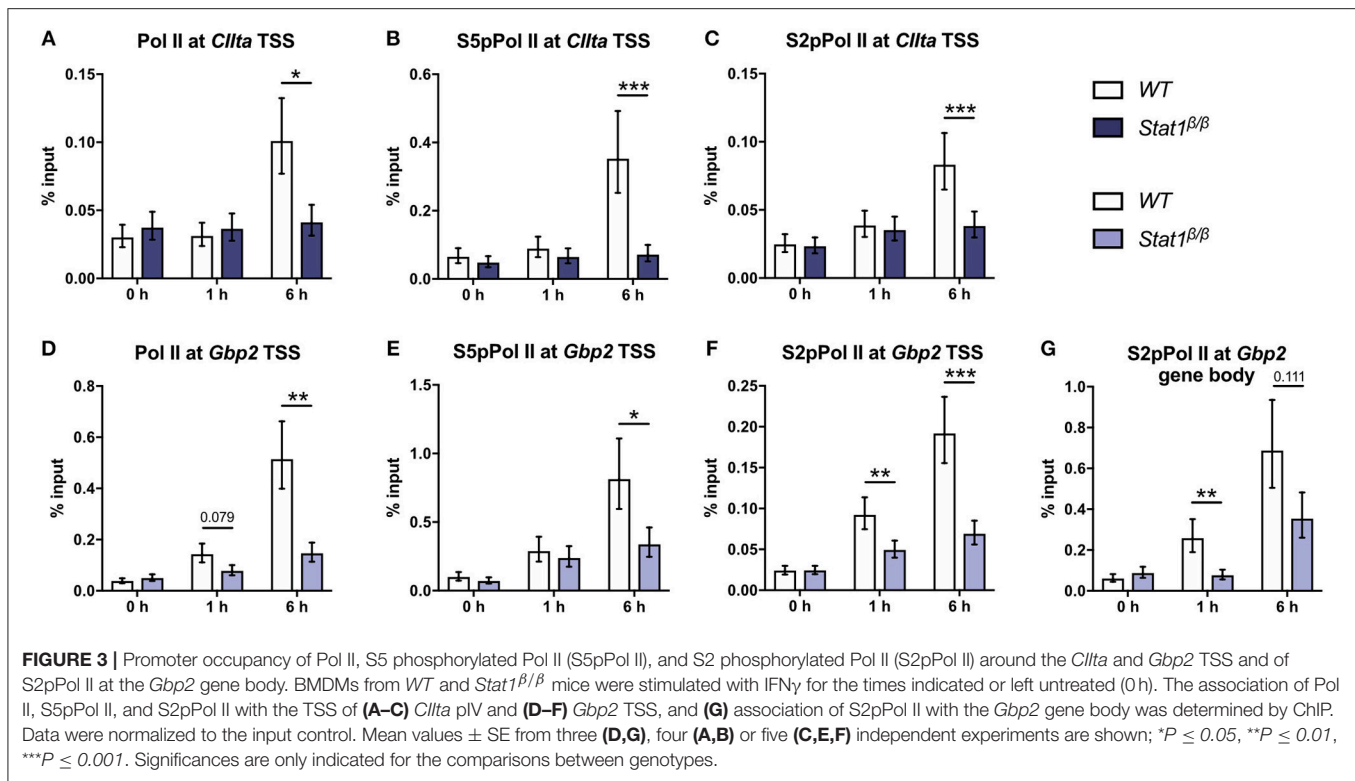 A
Pol II at CIIta TSS
% input
0.15
0.10
0.05
0.00
*
0 h
1 h
6 h
B
S5pPol II at CIIta TSS
% input
0.6
0.4
0.2
0.0
***
0 h
1 h
6 h
C
S2pPol II at CIIta TSS
% input
0.15
0.10
0.05
0.00
***
0 h
1 h
6 h
WT
Stat1β/β
WT
Stat1β/β
D
Pol II at Gbp2 TSS
% input
0.8
0.6
0.4
0.2
0.0
0.079
**
0 h
1 h
6 h
E
S5pPol II at Gbp2 TSS
% input
1.5
1.0
0.5
0.0
*
0 h
1 h
6 h
F
S2pPol II at Gbp2 TSS
% input
0.25
0.20
0.15
0.10
0.05
0.00
**
***
0 h
1 h
6 h
G
S2pPol II at Gbp2
gene body
% input
1.0
0.8
0.6
0.4
0.2
0.0
**
0.111
0 h
1 h
6 h
FIGURE 3 | Promoter occupancy of Pol II, S5 phosphorylated Pol II (S5pPol II), and S2 phosphorylated Pol II (S2pPol II) around the CIIta and Gbp2 TSS and of
S2pPol II at the Gbp2 gene body. BMDMs from WT and Stat1β/β mice were stimulated with IFNγ for the times indicated or left untreated (0 h). The association of Pol
II, S5pPol II, and S2pPol II with the TSS of (A–C) CIIta pIV and (D–F) Gbp2 TSS, and (G) association of S2pPol II with the Gbp2 gene body was determined by ChIP.
Data were normalized to the input control. Mean values ± SE from three (D,G), four (A,B) or five (C,E,F) independent experiments are shown; *P ≤ 0.05, **P ≤ 0.01,
***P ≤ 0.001. Significances are only indicated for the comparisons between genotypes.